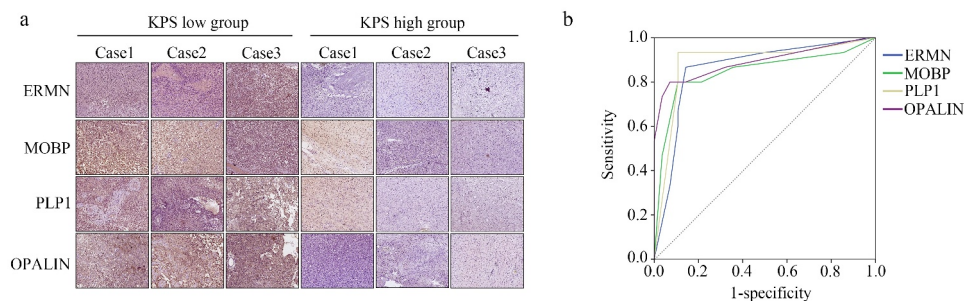 a
KPS low group KPS high group
Case1 Case2 Case3 Case1 Case2 Case3
ERMN
MOBP
PLP1
OPALIN
b
1.0
0.8
0.6
0.4
0.2
0.0
Sensitivity
0.0 0.2 0.4 0.6 0.8 1.0
1-specificity
ERMN
MOBP
PLP1
OPALIN